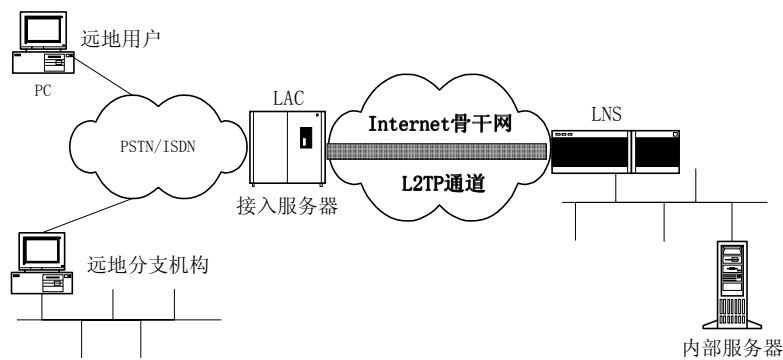 远地用户
PC
LAC
PSTN/ISDN
接入服务器
Internet骨干网
L2TP通道
LNS
远地分支机构
内部服务器